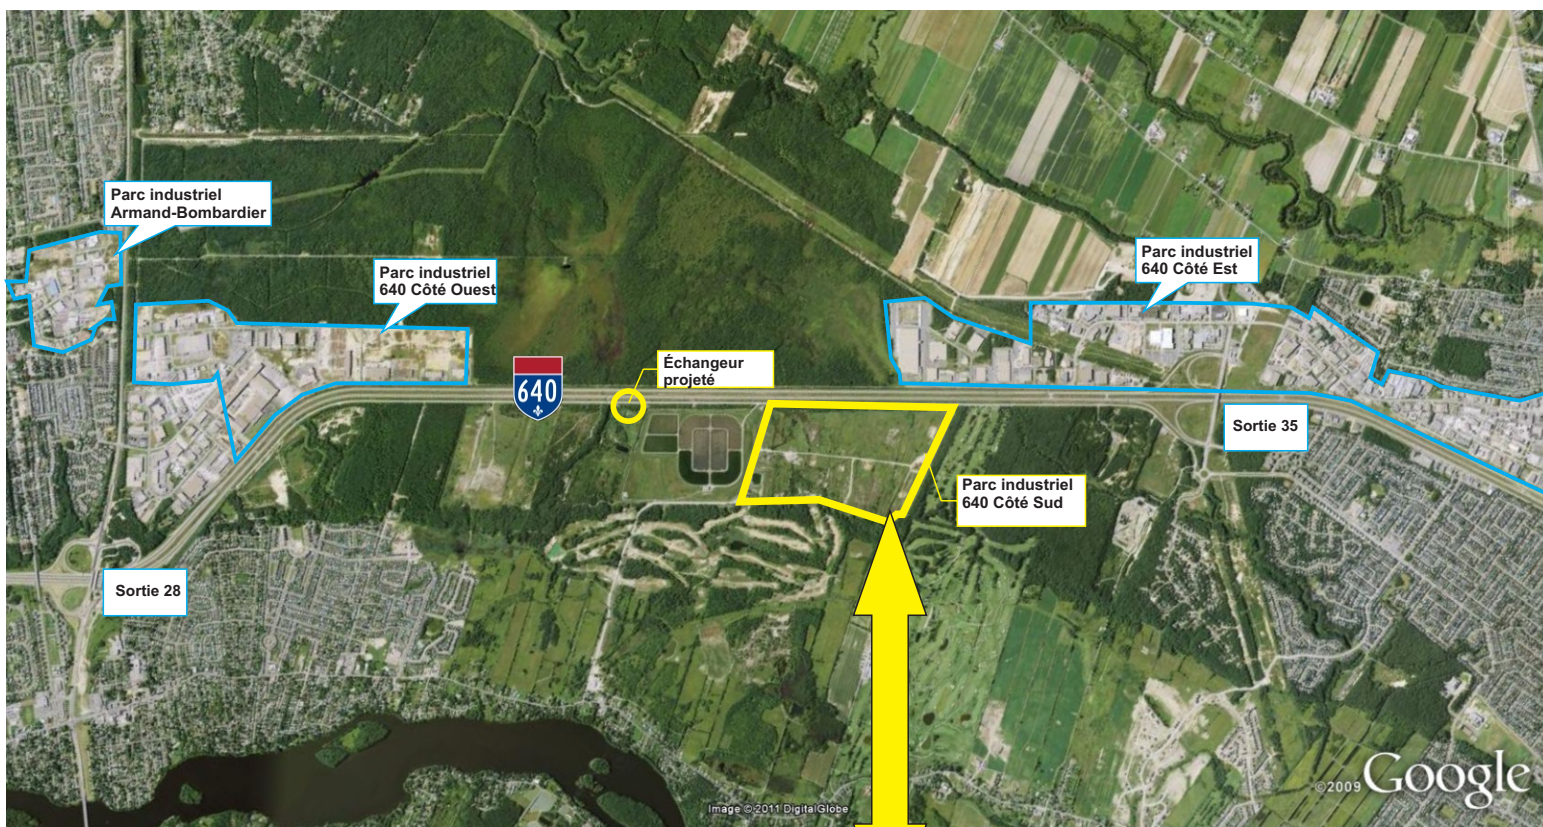 Parc industriel
Armand-Bombardier
Parc industriel
640 Côté Ouest
Parc industriel
640 Côté Est
Échangeur
projeté
640
Sortie 35
Parc industriel
640 Côté Sud
Sortie 28
Image © 2011 DigitalGlobe
©2009 Google